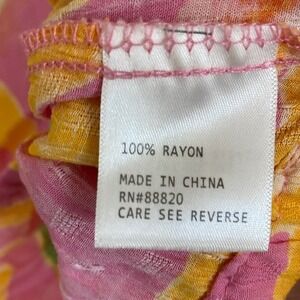 100% RAYON
MADE IN CHINA
RN#88820
CARE SEE REVERSE